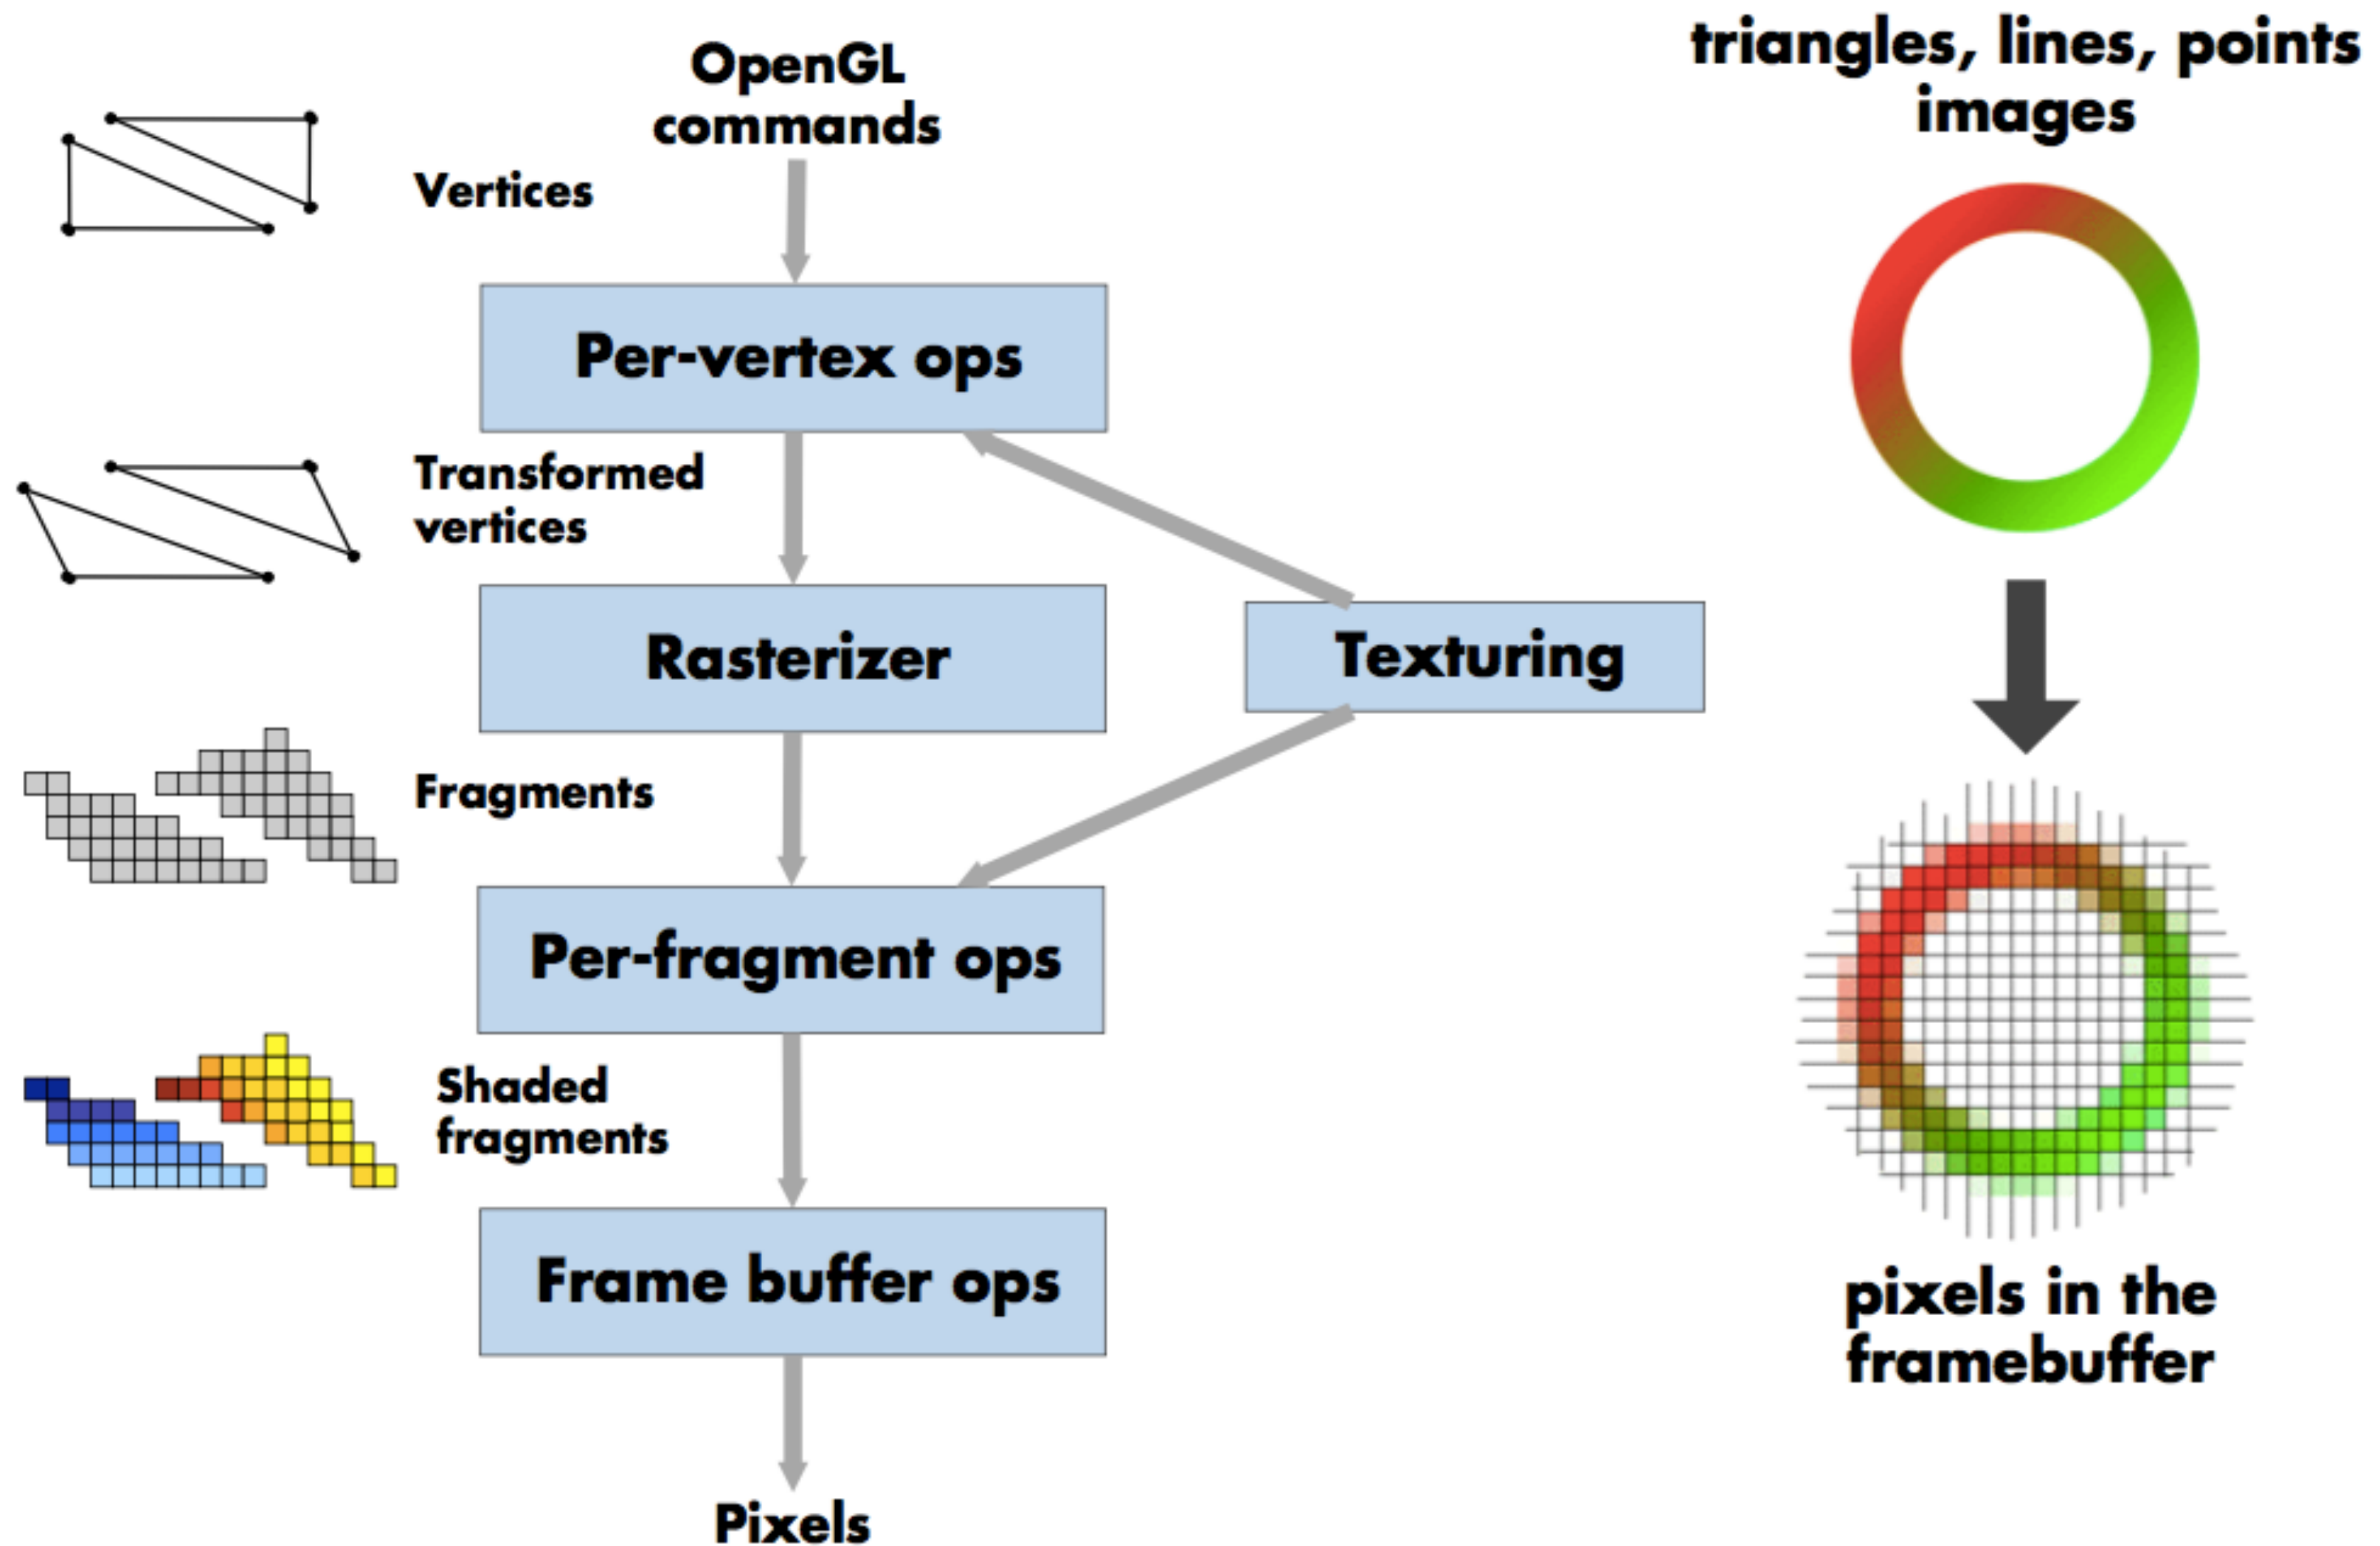 OpenGL
commands
Vertices
Per-vertex ops
Transformed
vertices
Rasterizer
Texturing
Fragments
Per-fragment ops
Shaded
fragments
Frame buffer ops
Pixels
triangles, lines, points
images
pixels in the
framebuffer